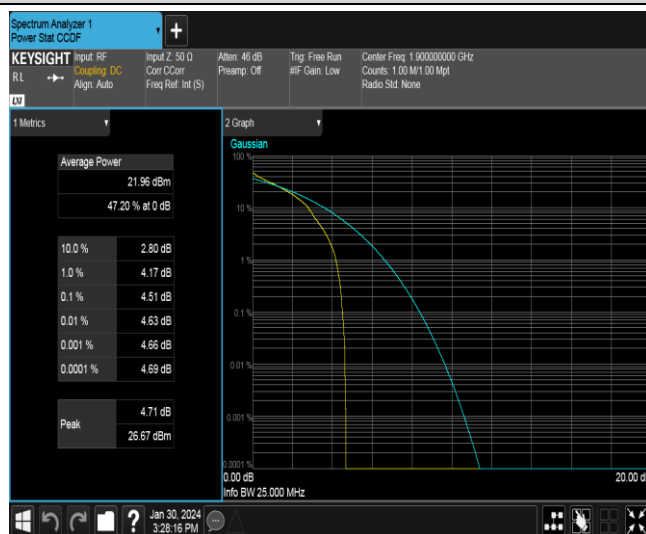 Spectrum Analyzer 1
Power Stat CCDF
+
KEYSIGHT
RL
LXI
Input: RF
Coupling: DC
Align: Auto
Input Z: 50 Ω
Corr CCorr
Freq Ref: Int (S)
Atten: 46 dB
Preamp: Off
Trig: Free Run
#IF Gain: Low
Center Freq: 1.900000000 GHz
Counts: 1.00 M/1.00 Mpt
Radio Std: None
1 Metrics
Average Power
21.96 dBm
47.20 % at 0 dB
10.0 % 2.80 dB
1.0 % 4.17 dB
0.1 % 4.51 dB
0.01 % 4.63 dB
0.001 % 4.66 dB
0.0001 % 4.69 dB
Peak
4.71 dB
26.67 dBm
2 Graph
Gaussian
100 %
10 %
1 %
0.1 %
0.01 %
0.001 %
0.0001 %
0.00 dB 20.00 d
Info BW 25.000 MHz
?
Jan 30, 2024
3:28:16 PM